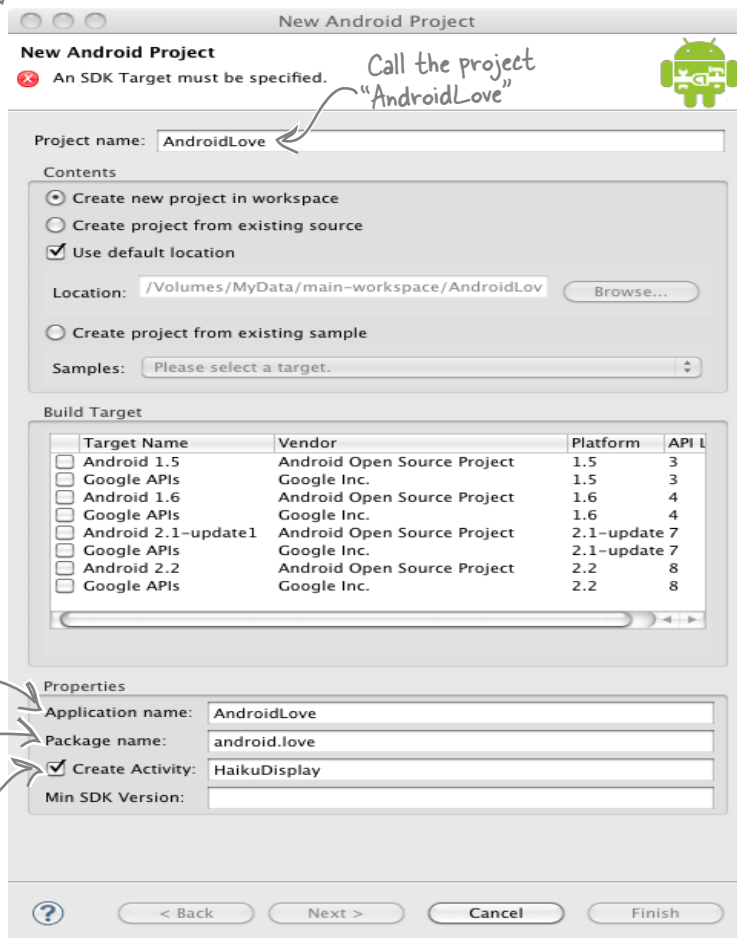 New Android Project
New Android Project
An SDK Target must be specified.
Call the project
"AndroidLove"
Project name: AndroidLove
Contents
Create new project in workspace
Create project from existing source
Use default location
Location: /Volumes/MyData/main-workspace/AndroidLov Browse...
Create project from existing sample
Samples: Please select a target.
Build Target
Target Name Vendor Platform API L
Android 1.5 Android Open Source Project 1.5 3
Google APIs Google Inc. 1.5 3
Android 1.6 Android Open Source Project 1.6 4
Google APIs Google Inc. 1.6 4
Android 2.1-update1 Android Open Source Project 2.1-update 7
Google APIs Google Inc. 2.1-update 7
Android 2.2 Android Open Source Project 2.2 8
Google APIs Google Inc. 2.2 8
Properties
Application name: AndroidLove
Package name: android.love
Create Activity: HaikuDisplay
Min SDK Version:
? < Back Next > Cancel Finish